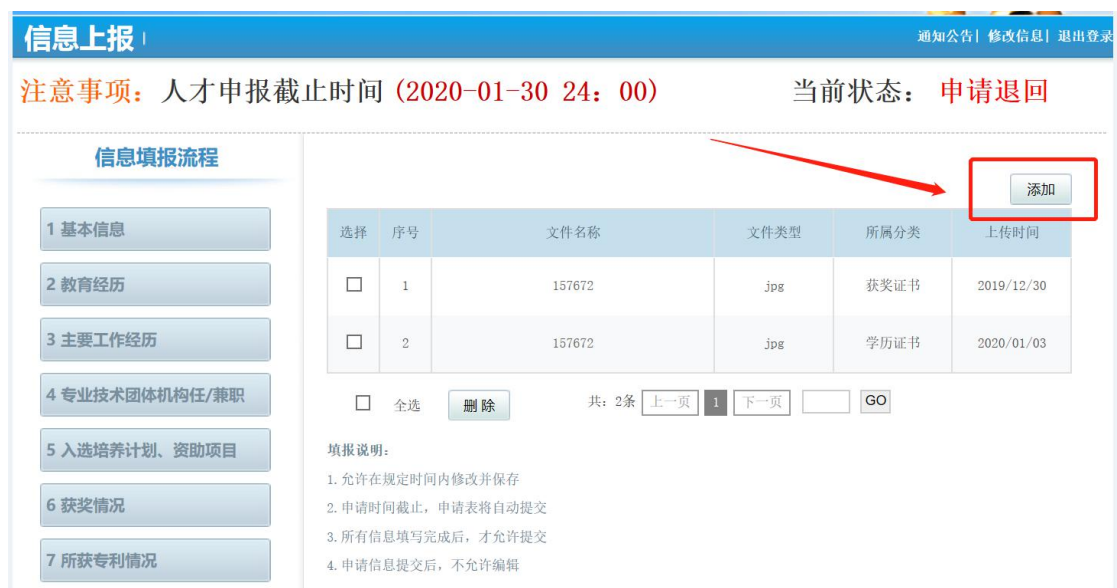 信息上报
通知公告| 修改信息| 退出登录
注意事项：人才申报截止时间 (2020-01-30 24：00) 当前状态：申请退回
信息填报流程
添加
1 基本信息
2 教育经历
3 主要工作经历
4 专业技术团体机构任/兼职
5 入选培养计划、资助项目
6 获奖情况
7 所获专利情况
选择 序号 文件名称 文件类型 所属分类 上传时间
1 157672 jpg 获奖证书 2019/12/30
2 157672 jpg 学历证书 2020/01/03
全选 删除 共: 2条 上一页 1 下一页 GO
填报说明:
1.允许在规定时间内修改并保存
2.申请时间截止，申请表将自动提交
3.所有信息填写完成后，才允许提交
4.申请信息提交后，不允许编辑